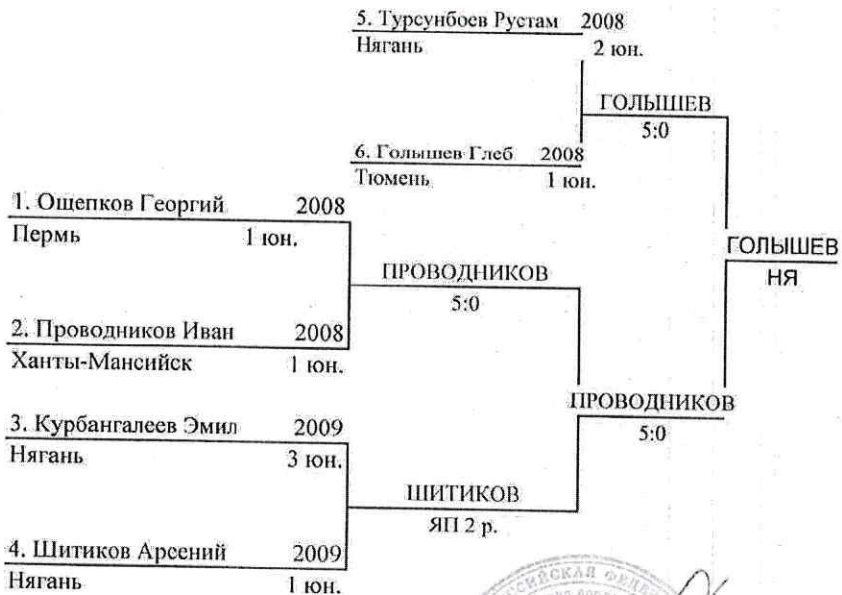 5. Турсунбоев Рустам 2008
Нягань 2 юн.
ГОЛЫШЕВ
5:0
6. Голышев Глеб 2008
Тюмень 1 юн.
1. Ощепков Георгий 2008
Пермь 1 юн.
ГОЛЫШЕВ
НЯ
ПРОВОДНИКОВ
5:0
2. Проводников Иван 2008
Ханты-Мансийск 1 юн.
ПРОВОДНИКОВ
5:0
3. Курбангалеев Эмил 2009
Нягань 3 юн.
ШИТИКОВ
ЯП 2 р.
4. Шитиков Арсений 2009
Нягань 1 юн.